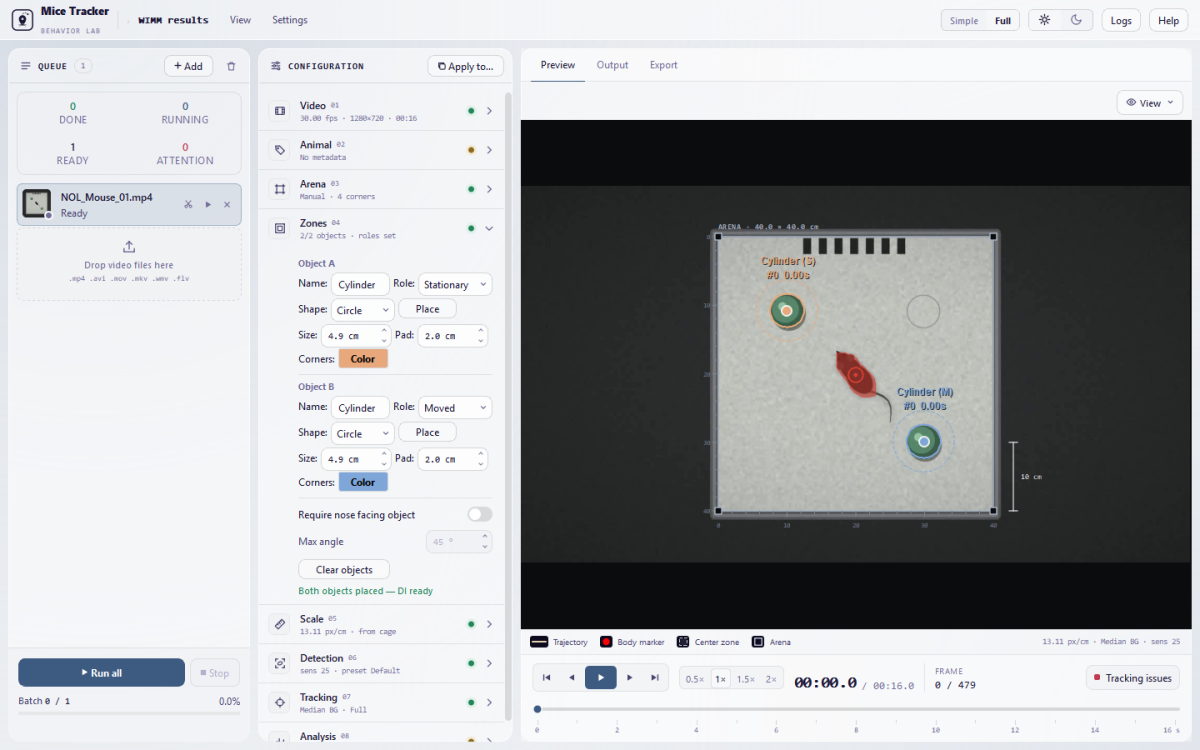 Mice Tracker
BEHAVIOR LAB
WIMM results
View
Settings
Simple
Full
Logs
Help
QUEUE 1
+ Add
0
DONE
0
RUNNING
1
READY
0
ATTENTION
NOL_Mouse_01.mp4
Ready
Drop video files here
.mp4 .avi .mov .mkv .wmv .flv
Run all
Stop
Batch 0 / 1
0.0%
CONFIGURATION
Apply to...
Video 01
30.00 fps · 1280×720 · 00:16
Animal 02
No metadata
Arena 03
Manual · 4 corners
Zones 04
2/2 objects · roles set
Object A
Name: Cylinder Role: Stationary
Shape: Circle Place
Size: 4.9 cm Pad: 2.0 cm
Corners: Color
Object B
Name: Cylinder Role: Moved
Shape: Circle Place
Size: 4.9 cm Pad: 2.0 cm
Corners: Color
Require nose facing object
Max angle 45 °
Clear objects
Both objects placed — DI ready
Scale 05
13.11 px/cm · from cage
Detection 06
sens 25 · preset Default
Tracking 07
Median BG · Full
Analysis 08
Preview
Output
Export
View
ARENA · 40.0 × 40.0 cm
Cylinder (S)
#0 0.00s
Cylinder (M)
#0 0.00s
0
10
20
30
40
0 10 20 30 40
10 cm
Trajectory
Body marker
Center zone
Arena
13.11 px/cm · Median BG · sens 25
0.5× 1× 1.5× 2×
00:00.0 / 00:16.0
FRAME
0 / 479
Tracking issues
0 2 4 6 8 10 12 14 16 s